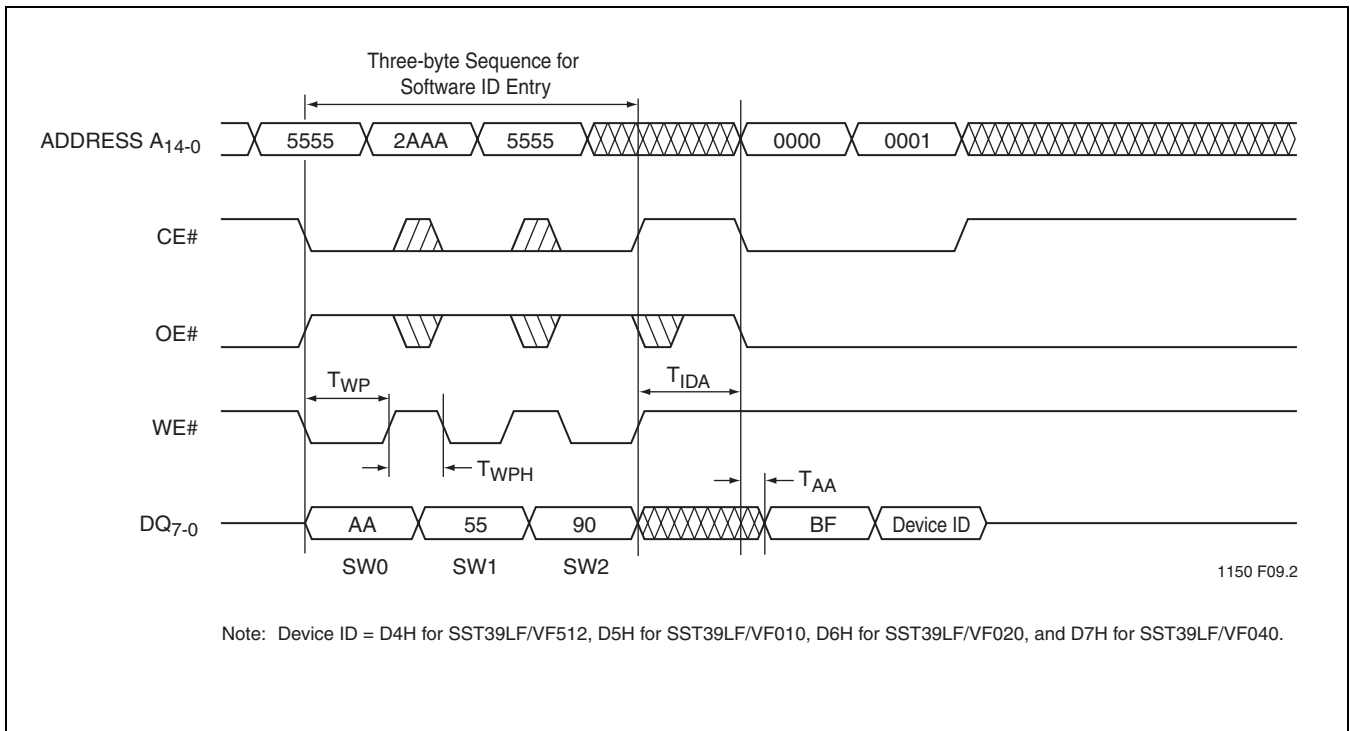 Three-byte Sequence for
Software ID Entry
ADDRESS A14-0
5555
2AAA
5555
0000
0001
CE#
OE#
TWP
TIDA
WE#
TWPH
TAA
DQ7-0
AA
55
90
BF
Device ID
SW0
SW1
SW2
1150 F09.2
Note: Device ID = D4H for SST39LF/VF512, D5H for SST39LF/VF010, D6H for SST39LF/VF020, and D7H for SST39LF/VF040.